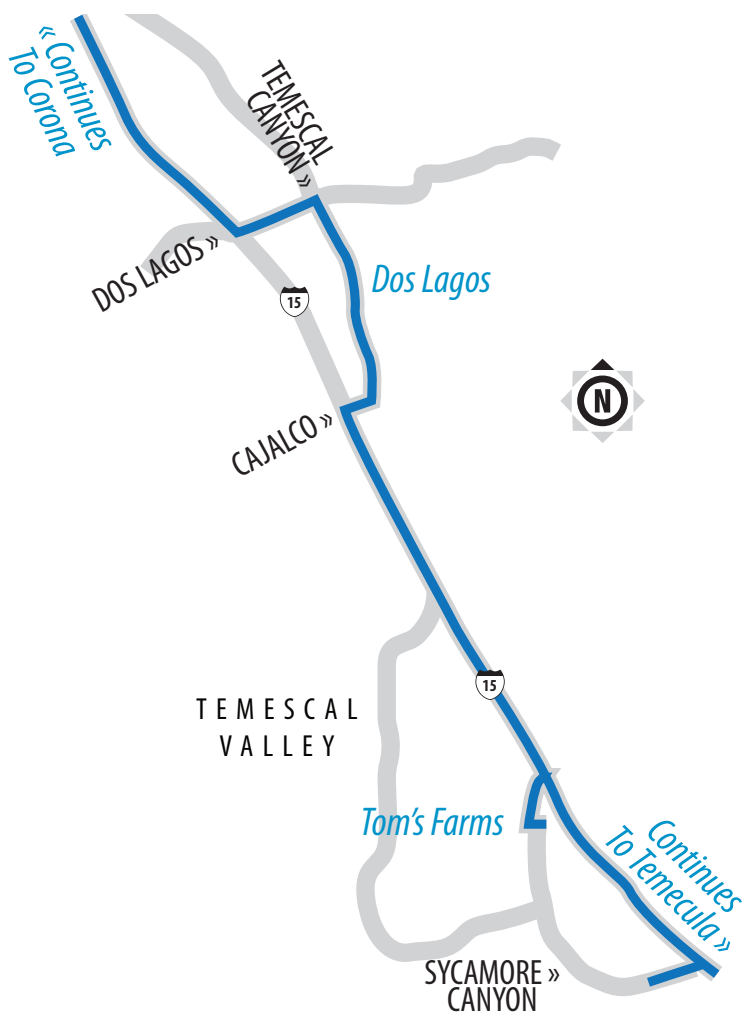 « Continues
To Corona
TEMESCAL
CANYON »
DOS LAGOS »
Dos Lagos
15
N
CAJALCO »
15
TEMESCAL
VALLEY
Tom's Farms
Continues
To Temecula »
SYCAMORE »
CANYON